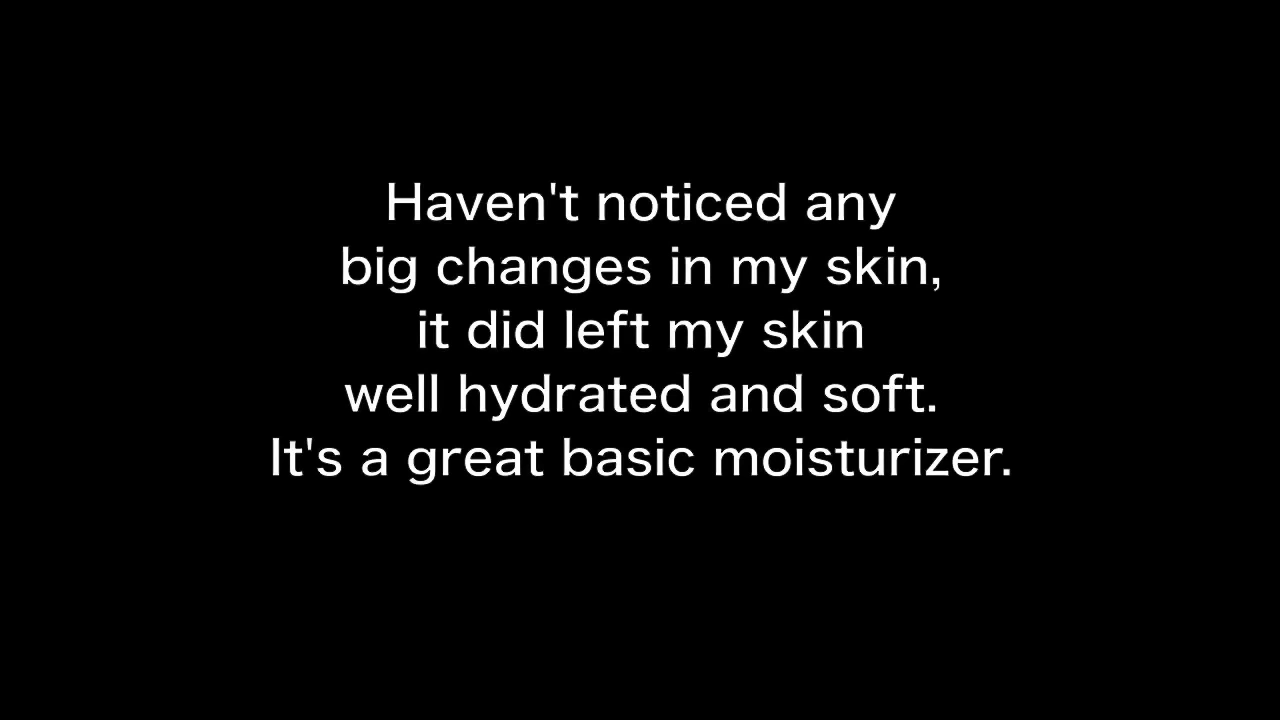 Haven't noticed any
big changes in my skin,
it did left my skin
well hydrated and soft.
It's a great basic moisturizer.